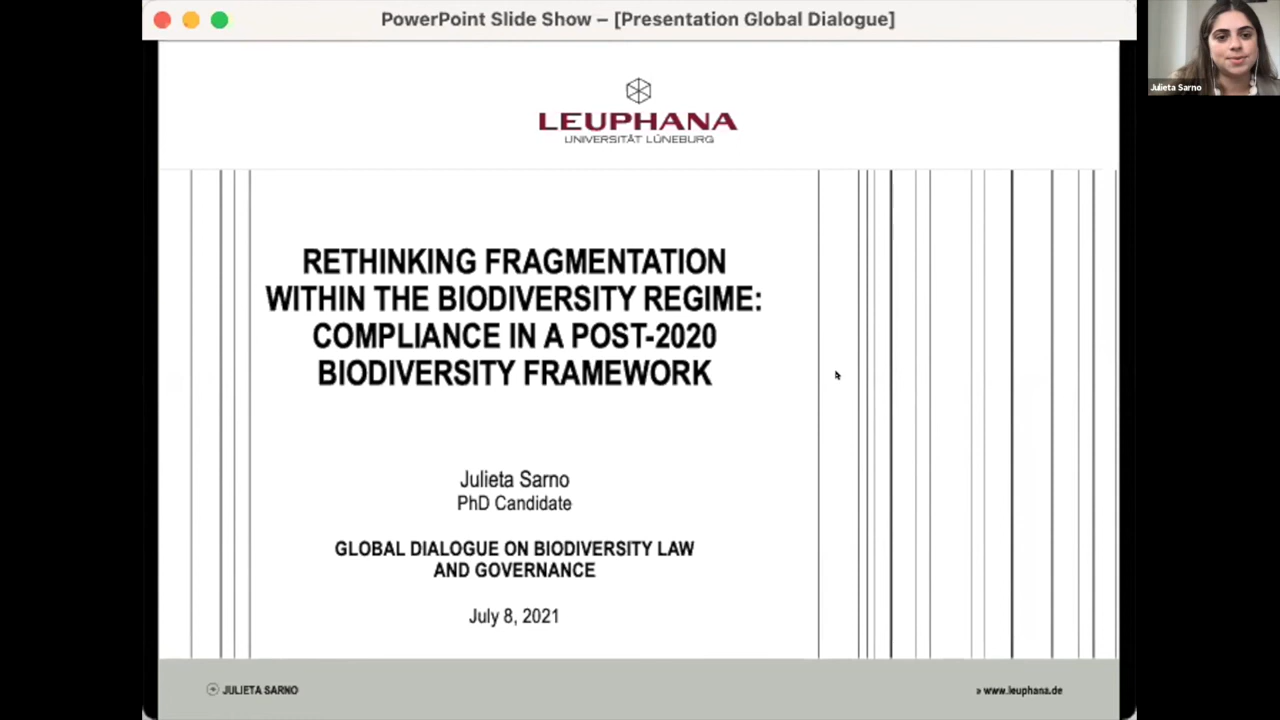 PowerPoint Slide Show – [Presentation Global Dialogue]
Julieta Sarno
LEUPHANA
UNIVERSITÄT LÜNEBURG
RETHINKING FRAGMENTATION
WITHIN THE BIODIVERSITY REGIME:
COMPLIANCE IN A POST-2020
BIODIVERSITY FRAMEWORK
Julieta Sarno
PhD Candidate
GLOBAL DIALOGUE ON BIODIVERSITY LAW
AND GOVERNANCE
July 8, 2021
JULIETA SARNO
» www.leuphana.de